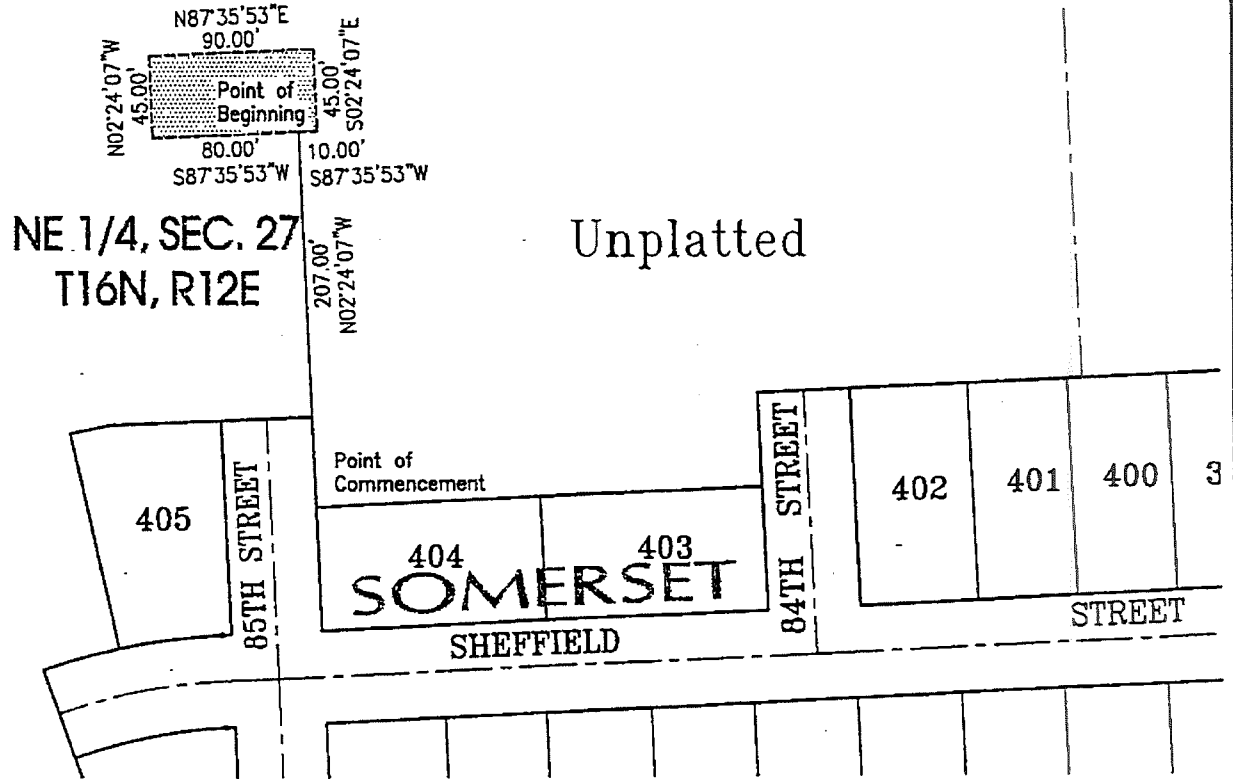 N87°35'53"E
90.00'
N02°24'07"W
45.00'
Point of
Beginning
45.00'
S02°24'07"E
80.00'
S87°35'53"W
10.00'
S87°35'53"W
NE 1/4, SEC. 27
T16N, R12E
207.00'
N02°24'07"W
Unplatted
Point of
Commencement
405
85TH STREET
404
403
SOMERSET
84TH STREET
402
401
400
3
SHEFFIELD
STREET